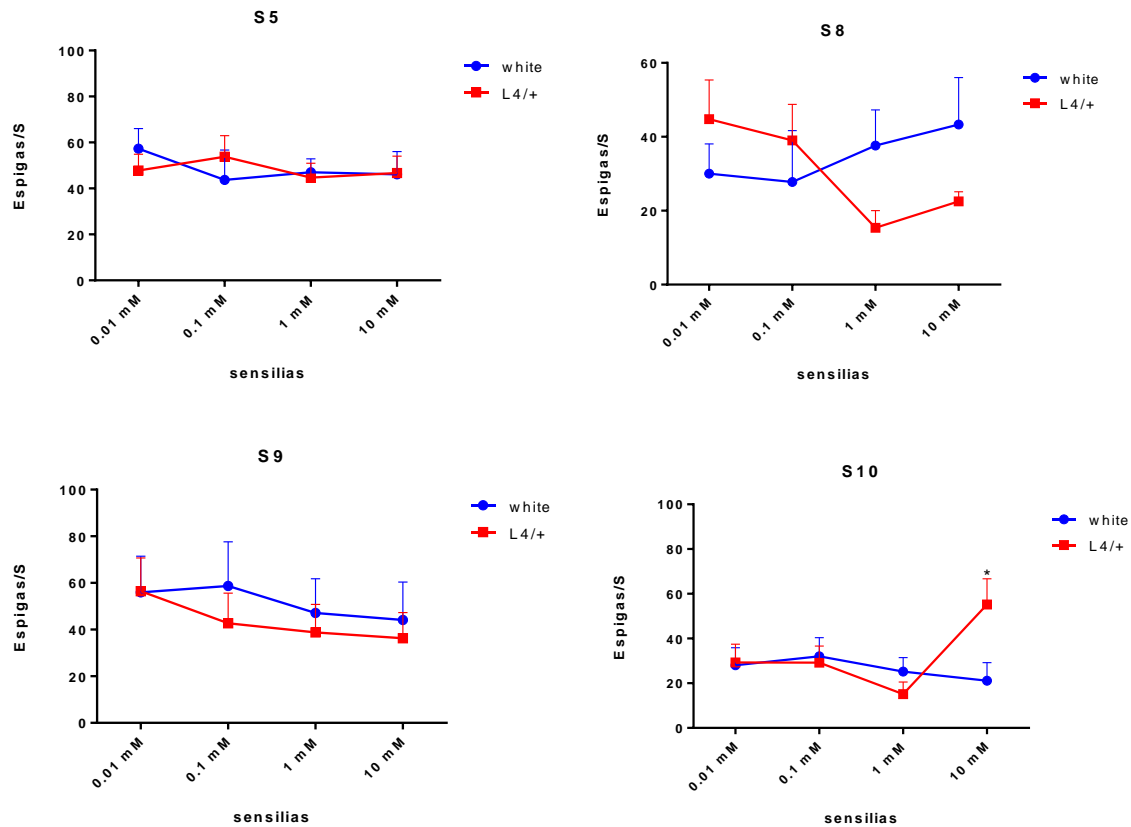 S5
100
80
60
40
20
0
Espigas/S
0.01 mM
0.1 mM
1 mM
10 mM
sensilias
white
L4/+
S8
60
40
20
0
Espigas/S
0.01 mM
0.1 mM
1 mM
10 mM
sensilias
white
L4/+
S9
100
80
60
40
20
0
Espigas/S
0.01 mM
0.1 mM
1 mM
10 mM
sensilias
white
L4/+
S10
100
80
60
40
20
0
Espigas/S
*
0.01 mM
0.1 mM
1 mM
10 mM
sensilias
white
L4/+